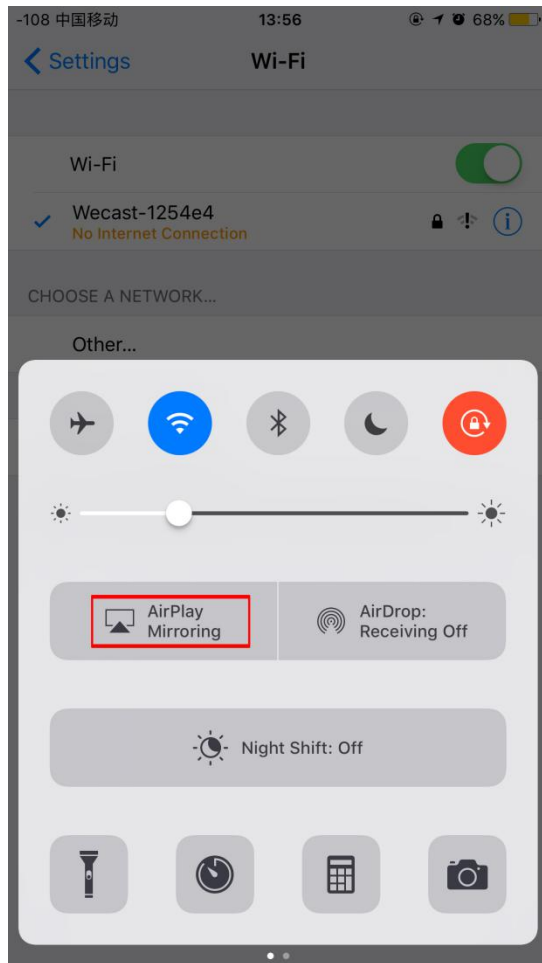 -108 中国移动 13:56 68%
Settings Wi-Fi
Wi-Fi
Wecast-1254e4
No Internet Connection
CHOOSE A NETWORK...
Other...
AirPlay
Mirroring
AirDrop:
Receiving Off
Night Shift: Off